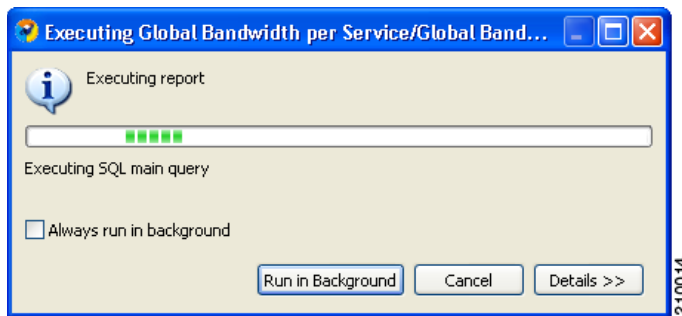 Executing Global Bandwidth per Service/Global Band...
Executing report
Executing SQL main query
Always run in background
Run in Background
Cancel
Details >>